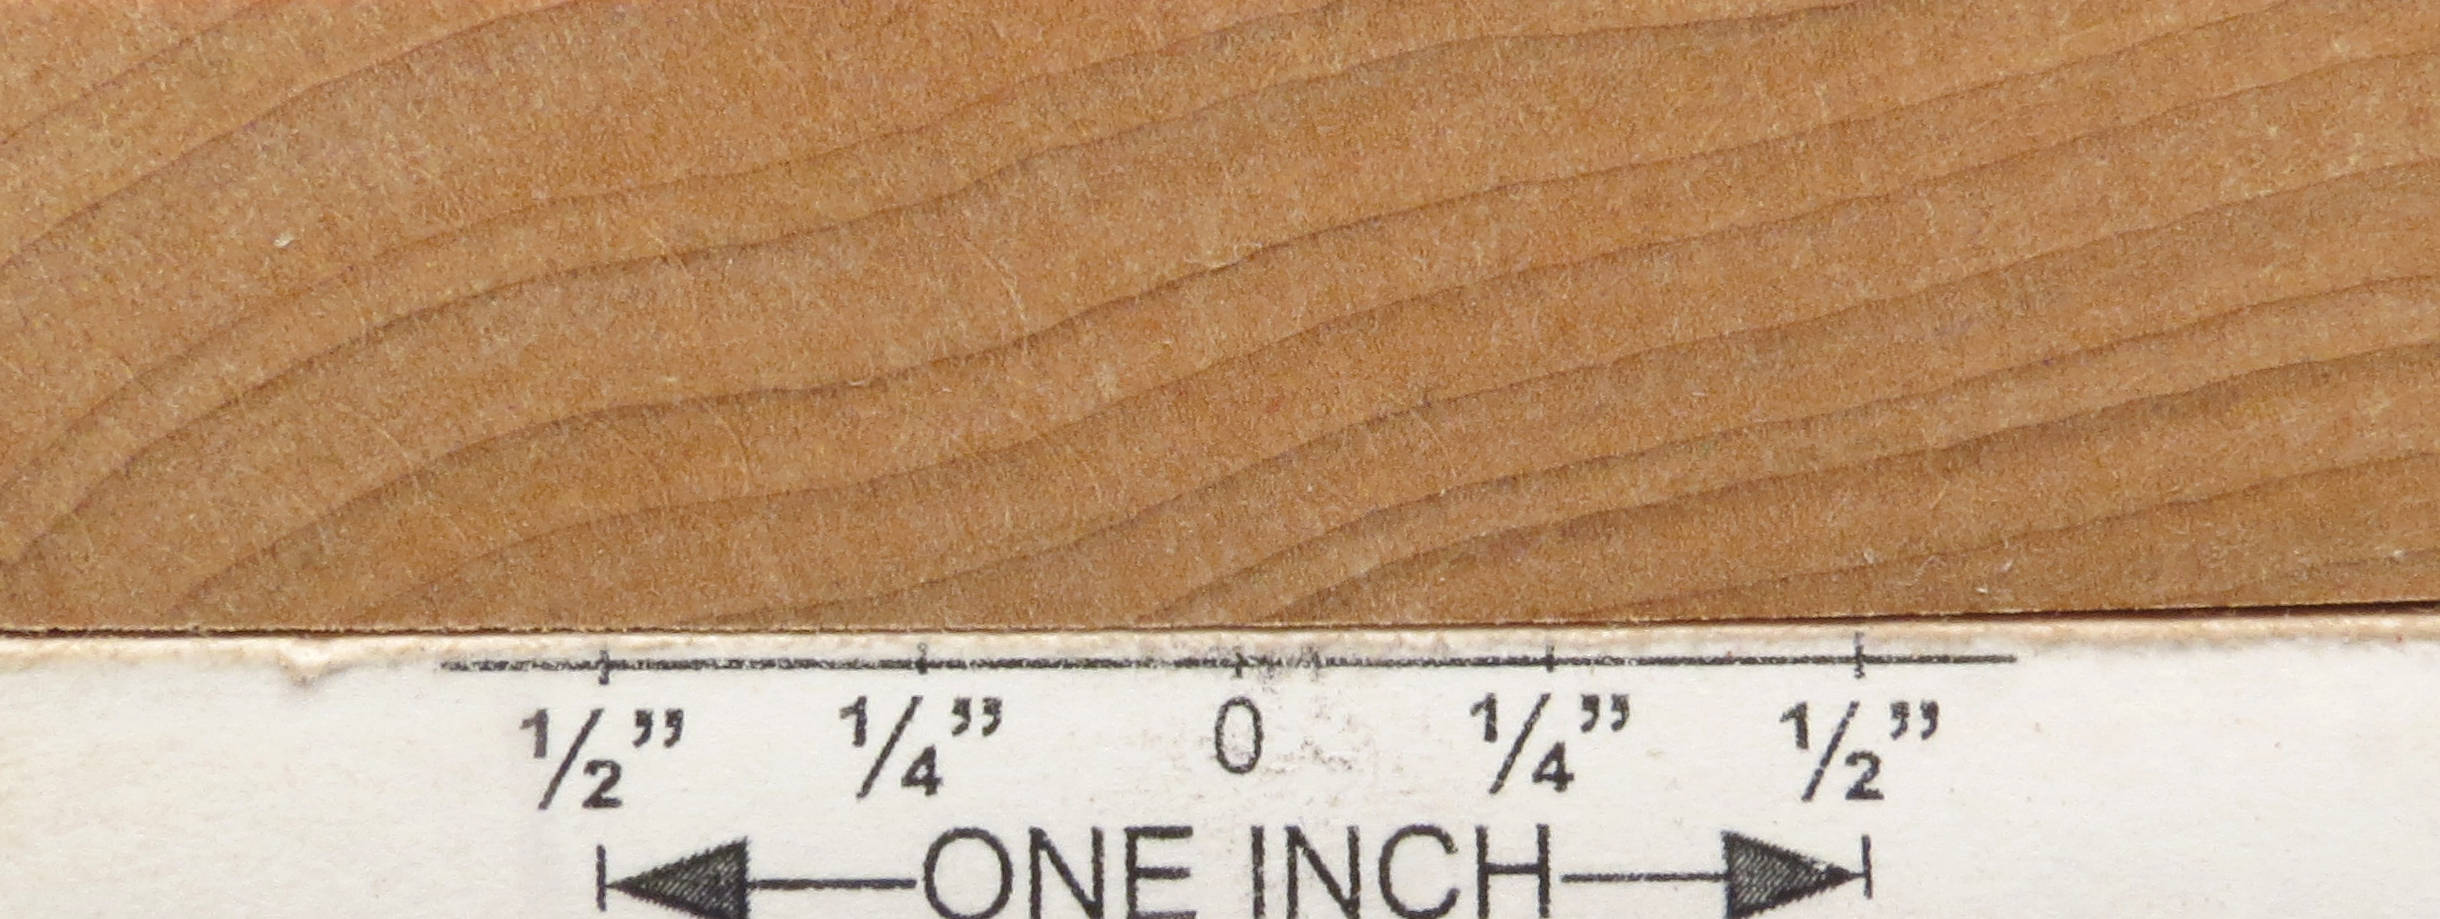 1/2” 1/4” 0 1/4” 1/2”
ONE INCH